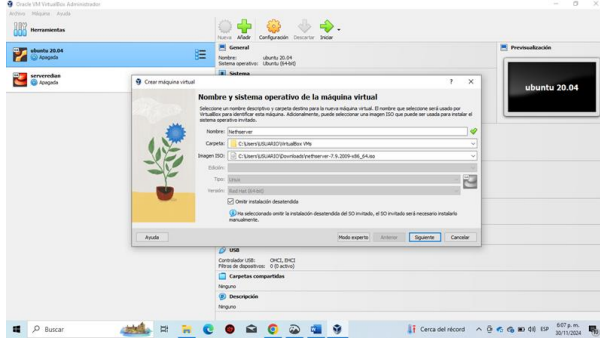 Oracle VM VirtualBox Administrador
Archivo Máquina Ayuda
Herramientas
Nueva Añadir Configuración Descartar Iniciar
ubuntu 20.04
Apagada
serveredian
Apagada
General
Nombre: ubuntu 20.04
Sistema operativo: Ubuntu (64-bit)
Sistema
Previsualización
ubuntu 20.04
Crear máquina virtual
? ×
Nombre y sistema operativo de la máquina virtual
Seleccione un nombre descriptivo y carpeta destino para la nueva máquina virtual. El nombre que seleccione será usado por
VirtualBox para identificar esta máquina. Adicionalmente, puede seleccionar una imagen ISO que puede ser usada para instalar el
sistema operativo invitado.
Nombre: Nethserver
Carpeta: C:\Users\USUARIO\VirtualBox VMs
Imagen ISO: C:\Users\USUARIO\Downloads\nethserver-7.9.2009-x86_64.iso
Edición:
Tipo: Linux
Versión: Red Hat (64-bit)
Omitir instalación desatendida
Ha seleccionado omitir la instalación desatendida del SO invitado, el SO invitado será necesario instalarlo
manualmente.
Ayuda Modo experto Anterior Siguiente Cancelar
USB
Controlador USB: OHCI, EHCI
Filtros de dispositivos: 0 (0 activo)
Carpetas compartidas
Ninguno
Descripción
Ninguno
Buscar
Cerca del récord
ESP
8:07 p. m.
30/11/2024